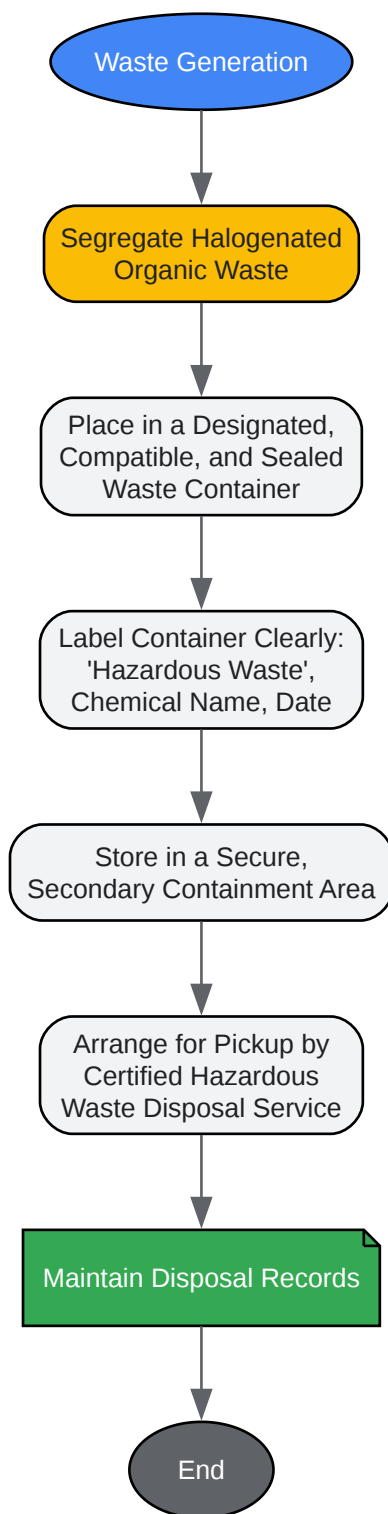 Waste Generation
Segregate Halogenated
Organic Waste
Place in a Designated,
Compatible, and Sealed
Waste Container
Label Container Clearly:
'Hazardous Waste',
Chemical Name, Date
Store in a Secure,
Secondary Containment Area
Arrange for Pickup by
Certified Hazardous
Waste Disposal Service
Maintain Disposal Records
End